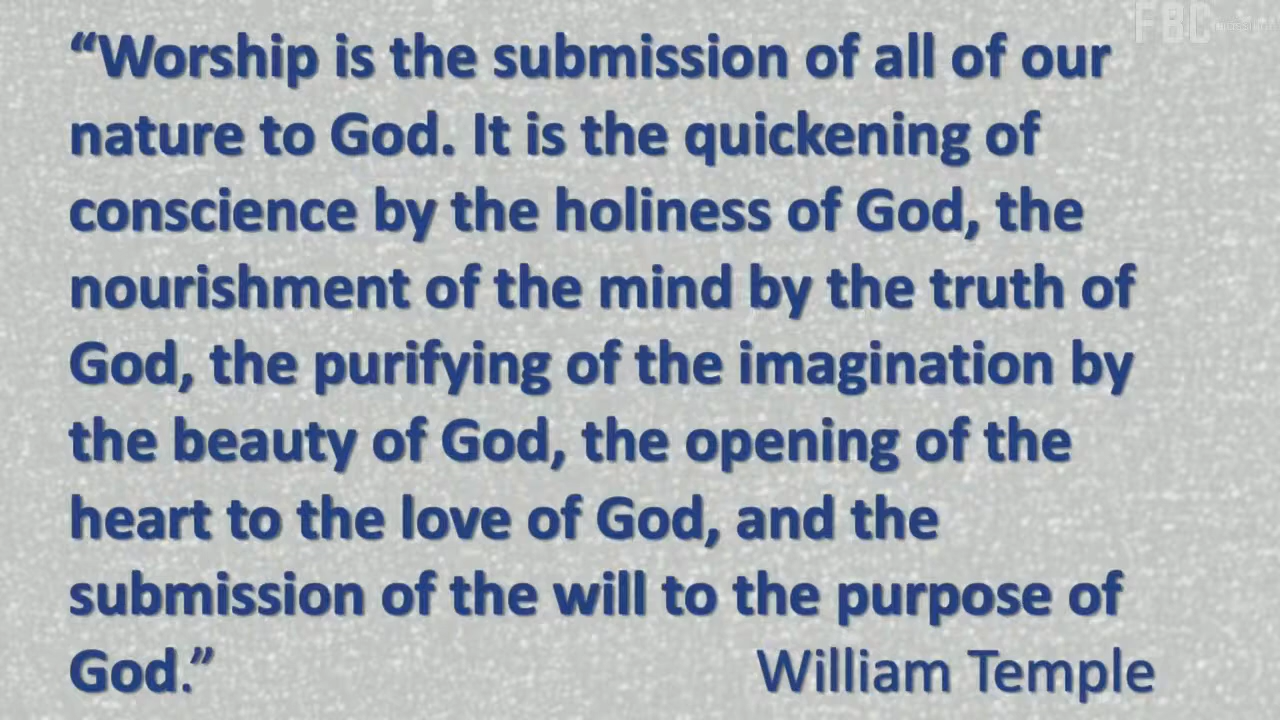 FBC
“Worship is the submission of all of our
nature to God. It is the quickening of
conscience by the holiness of God, the
nourishment of the mind by the truth of
God, the purifying of the imagination by
the beauty of God, the opening of the
heart to the love of God, and the
submission of the will to the purpose of
God.” William Temple